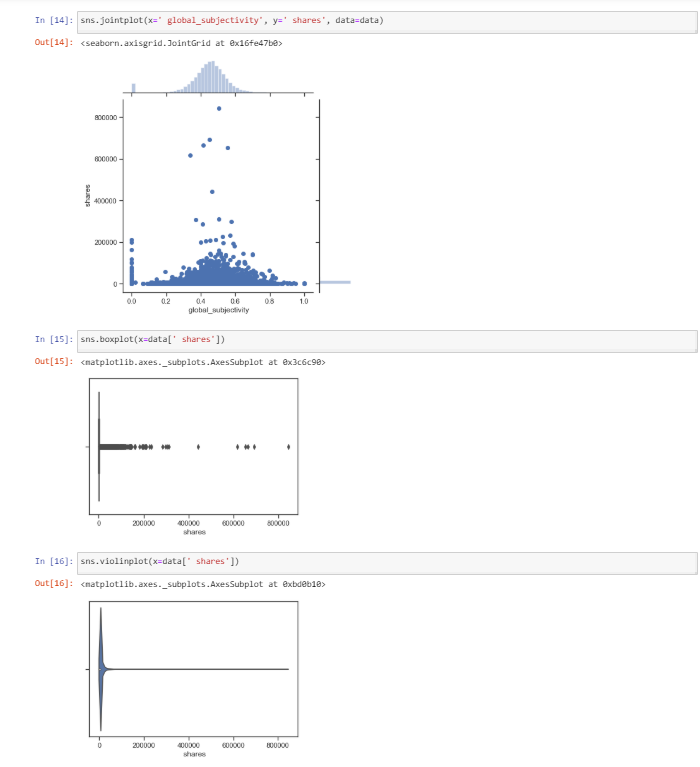 In [14]: sns.jointplot(x=' global_subjectivity', y=' shares', data=data)
Out[14]: <seaborn.axisgrid.JointGrid at 0x16fe47b0>
800000
600000
400000
200000
0
shares
0.0 0.2 0.4 0.6 0.8 1.0
global_subjectivity
In [15]: sns.boxplot(x=data[' shares'])
Out[15]: <matplotlib.axes._subplots.AxesSubplot at 0x3c6c90>
0 200000 400000 600000 800000
shares
In [16]: sns.violinplot(x=data[' shares'])
Out[16]: <matplotlib.axes._subplots.AxesSubplot at 0xbd0b10>
0 200000 400000 600000 800000
shares